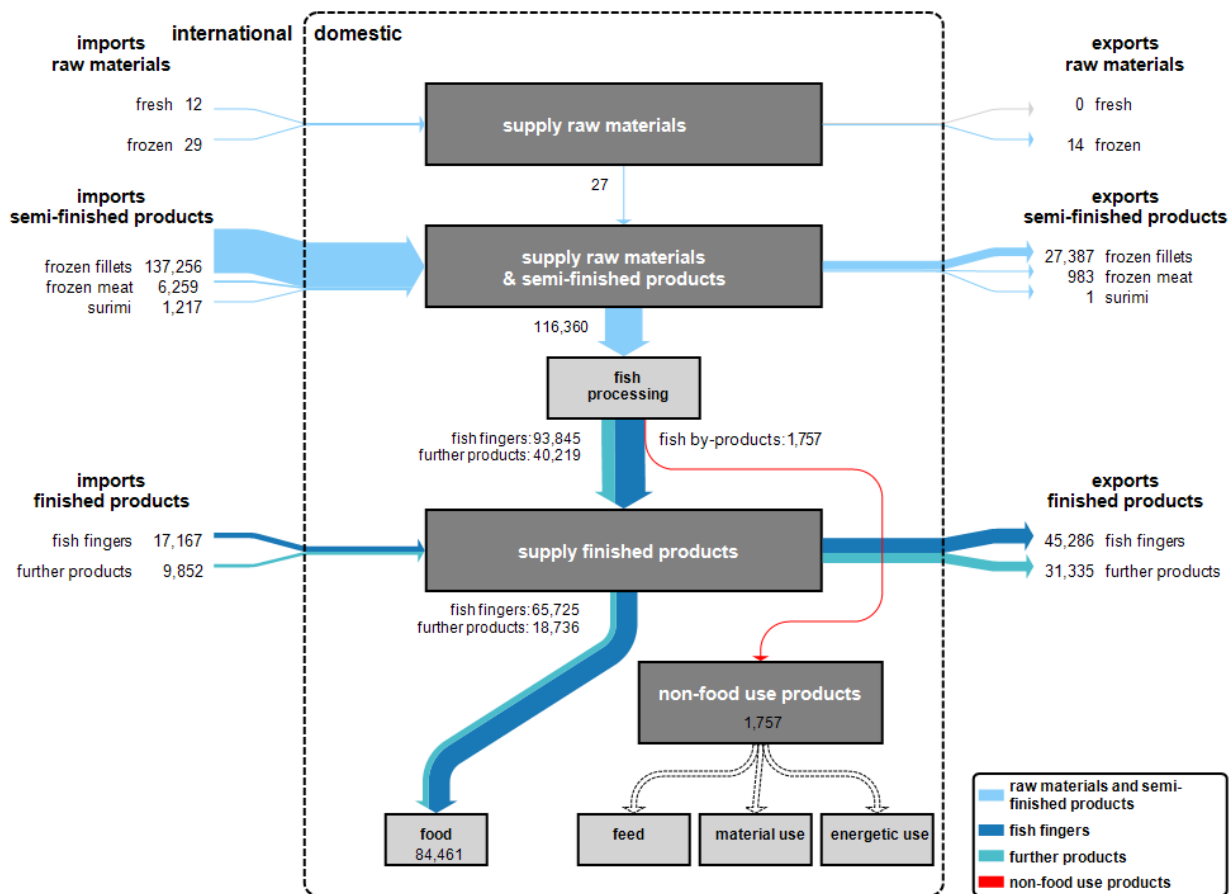 international
domestic
imports
raw materials
exports
raw materials
fresh 12
frozen 29
supply raw materials
0 fresh
14 frozen
27
imports
semi-finished products
exports
semi-finished products
frozen fillets 137,256
frozen meat 6,259
surimi 1,217
supply raw materials
& semi-finished products
27,387 frozen fillets
983 frozen meat
1 surimi
116,360
fish
processing
fish fingers:93,845
further products: 40,219
fish by-products:1,757
imports
finished products
exports
finished products
fish fingers 17,167
further products 9,852
supply finished products
45,286 fish fingers
31,335 further products
fish fingers:65,725
further products: 18,736
non-food use products
1,757
food
84,461
feed
material use
energetic use
raw materials and semi-
finished products
fish fingers
further products
non-food use products